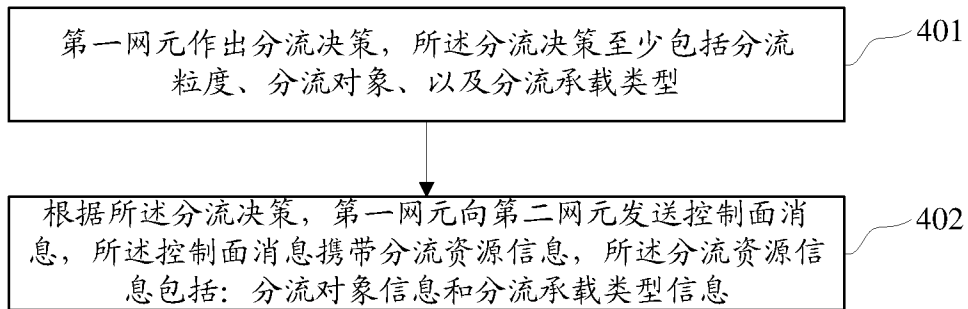 第一网元作出分流决策，所述分流决策至少包括分流
粒度、分流对象、以及分流承载类型
401
根据所述分流决策，第一网元向第二网元发送控制面消
息，所述控制面消息携带分流资源信息，所述分流资源信
息包括：分流对象信息和分流承载类型信息
402